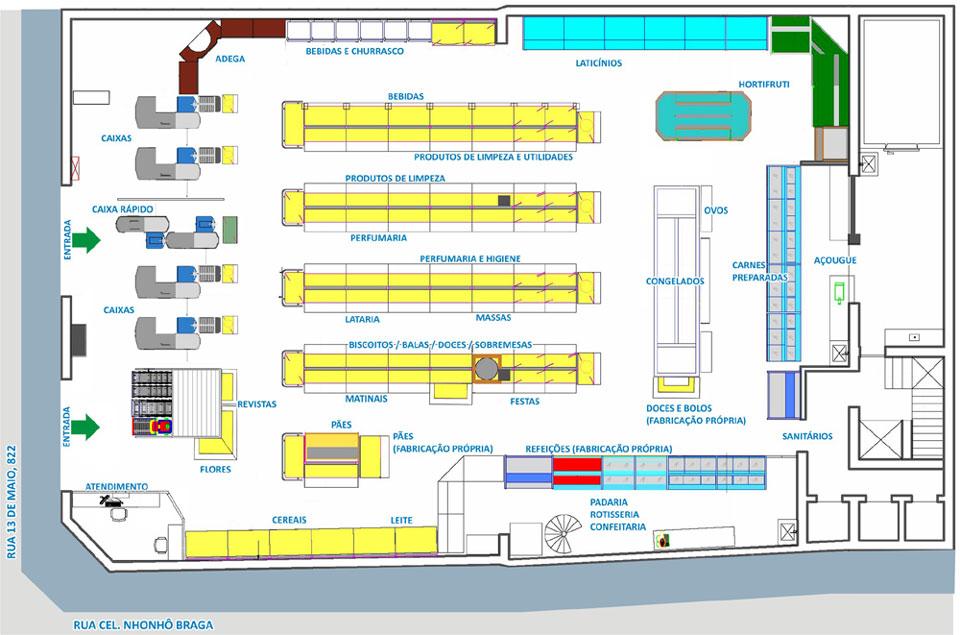 BEBIDAS E CHURRASCO
ADEGA
LATICÍNIOS
HORTIFRUTI
BEBIDAS
CAIXAS
PRODUTOS DE LIMPEZA E UTILIDADES
PRODUTOS DE LIMPEZA
CAIXA RÁPIDO
OVOS
ENTRADA
PERFUMARIA
PERFUMARIA E HIGIENE
CARNES
PREPARADAS
AÇOUGUE
CONGELADOS
CAIXAS
LATARIA
MASSAS
BISCOITOS / BALAS / DOCES / SOBREMESAS
MATINAIS
FESTAS
REVISTAS
DOCES E BOLOS
(FABRICAÇÃO PRÓPRIA)
ENTRADA
PÃES
PÃES
(FABRICAÇÃO PRÓPRIA)
SANITÁRIOS
REFEIÇÕES (FABRICAÇÃO PRÓPRIA)
FLORES
ATENDIMENTO
PADARIA
ROTISSERIA
CONFEITARIA
CEREAIS
LEITE
RUA 13 DE MAIO, 822
RUA CEL. NHONHÔ BRAGA